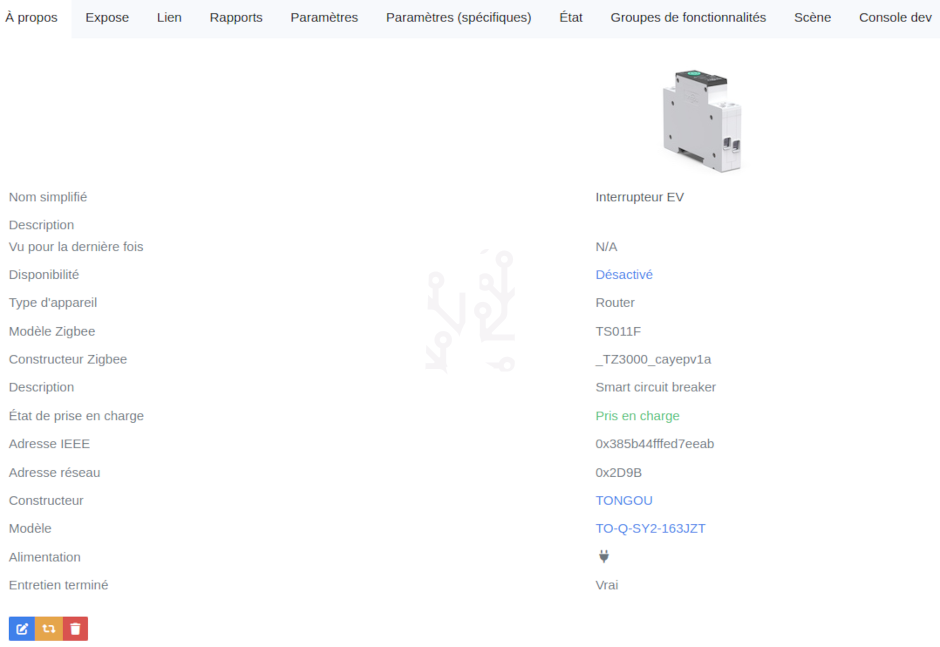 À propos Expose Lien Rapports Paramètres Paramètres (spécifiques) État Groupes de fonctionnalités Scène Console dev
Nom simplifié Interrupteur EV
Description
Vu pour la dernière fois N/A
Disponibilité Désactivé
Type d'appareil Router
Modèle Zigbee TS011F
Constructeur Zigbee _TZ3000_cayepv1a
Description Smart circuit breaker
État de prise en charge Pris en charge
Adresse IEEE 0x385b44fffed7eeab
Adresse réseau 0x2D9B
Constructeur TONGOU
Modèle TO-Q-SY2-163JZT
Alimentation
Entretien terminé Vrai